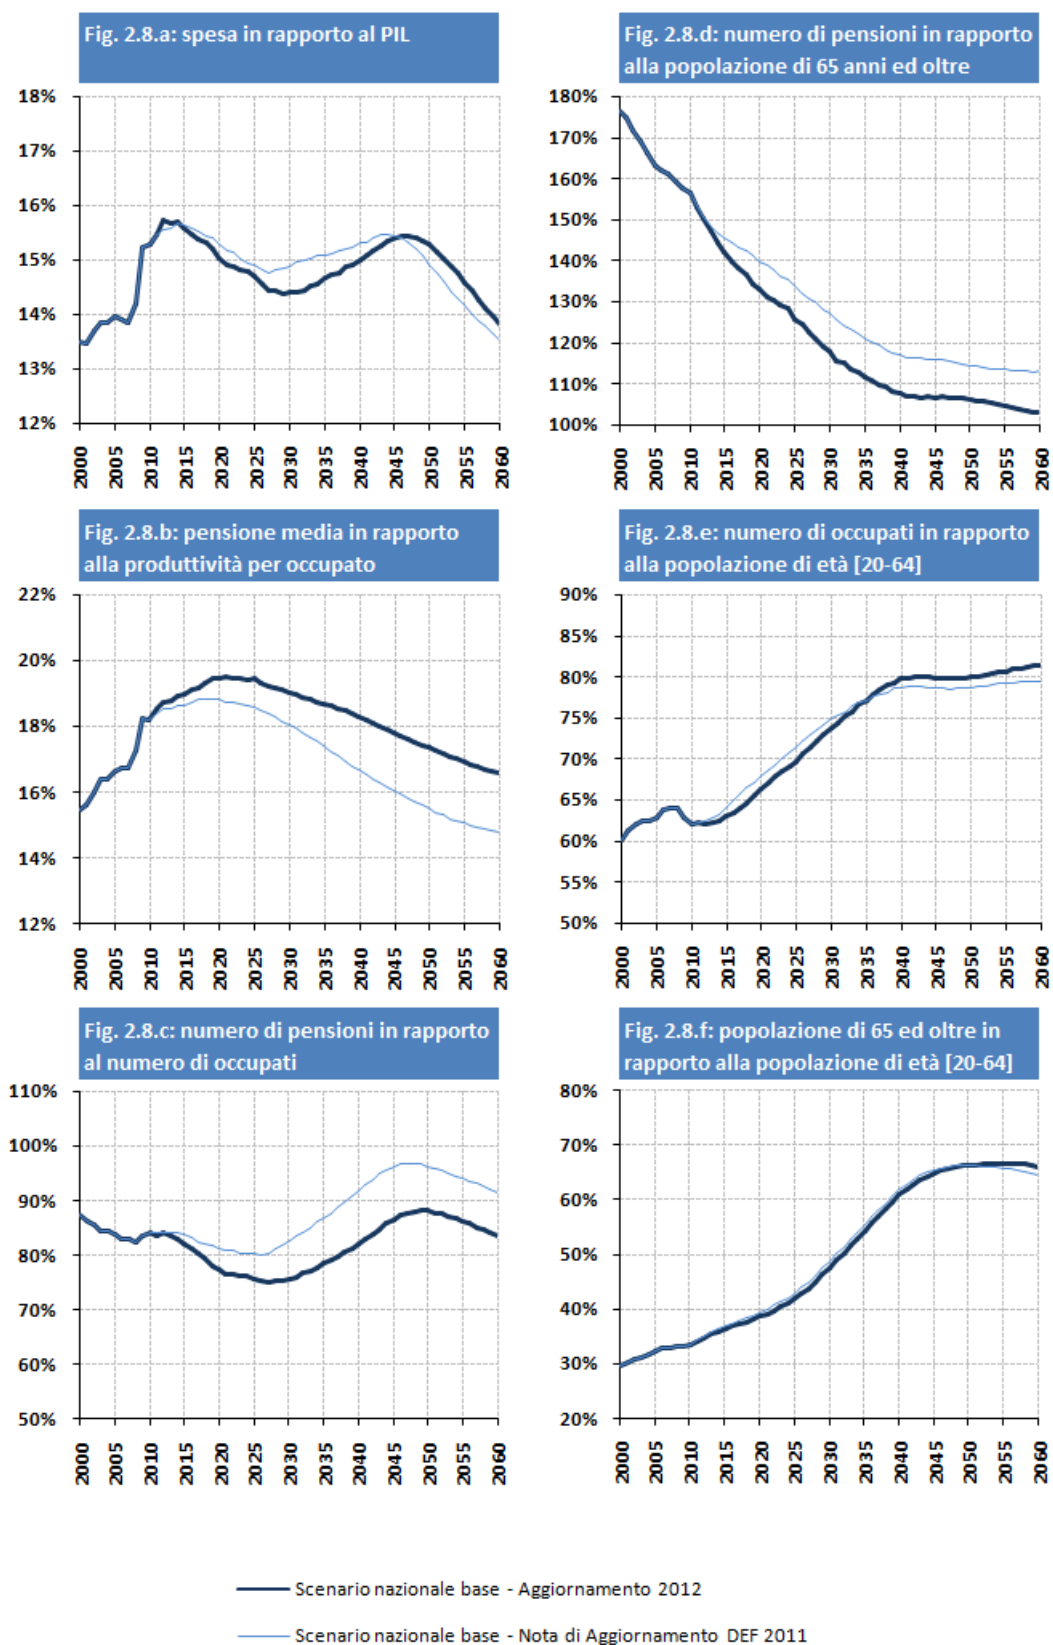 Fig. 2.8.a: spesa in rapporto al PIL
18%
17%
16%
15%
14%
13%
12%
2000 2005 2010 2015 2020 2025 2030 2035 2040 2045 2050 2055 2060
Fig. 2.8.d: numero di pensioni in rapporto
alla popolazione di 65 anni ed oltre
180%
170%
160%
150%
140%
130%
120%
110%
100%
2000 2005 2010 2015 2020 2025 2030 2035 2040 2045 2050 2055 2060
Fig. 2.8.b: pensione media in rapporto
alla produttività per occupato
22%
20%
18%
16%
14%
12%
2000 2005 2010 2015 2020 2025 2030 2035 2040 2045 2050 2055 2060
Fig. 2.8.e: numero di occupati in rapporto
alla popolazione di età [20-64]
90%
85%
80%
75%
70%
65%
60%
55%
50%
2000 2005 2010 2015 2020 2025 2030 2035 2040 2045 2050 2055 2060
Fig. 2.8.c: numero di pensioni in rapporto
al numero di occupati
110%
100%
90%
80%
70%
60%
50%
2000 2005 2010 2015 2020 2025 2030 2035 2040 2045 2050 2055 2060
Fig. 2.8.f: popolazione di 65 ed oltre in
rapporto alla popolazione di età [20-64]
80%
70%
60%
50%
40%
30%
20%
2000 2005 2010 2015 2020 2025 2030 2035 2040 2045 2050 2055 2060
Scenario nazionale base - Aggiornamento 2012
Scenario nazionale base - Nota di Aggiornamento DEF 2011